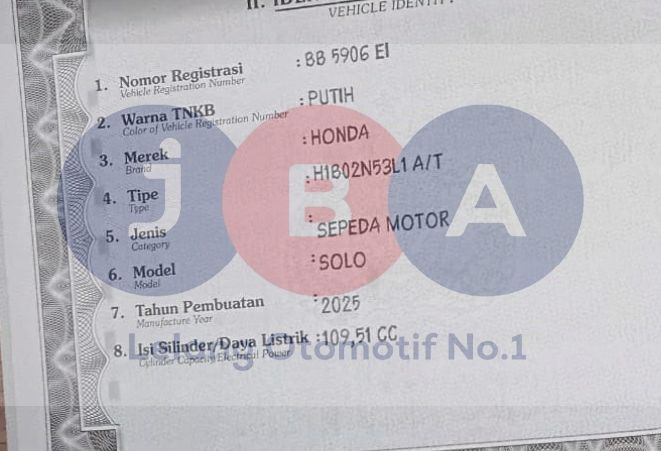 VEHICLE IDENTI
1. Nomor Registrasi : BB 5906 EI
Vehicle Registration Number
2. Warna TNKB : PUTIH
Color of Vehicle Registration Number
3. Merek : HONDA
Brand
4. Tipe : H1B02N53L1 A/T
Type
5. Jenis : SEPEDA MOTOR
Category
6. Model : SOLO
Model
7. Tahun Pembuatan : 2025
Manufacture Year
8. Isi Silinder/Daya Listrik : 109,51 CC
Cylinder Capacity/Electrical Power
jBA
Lelang Otomotif No.1